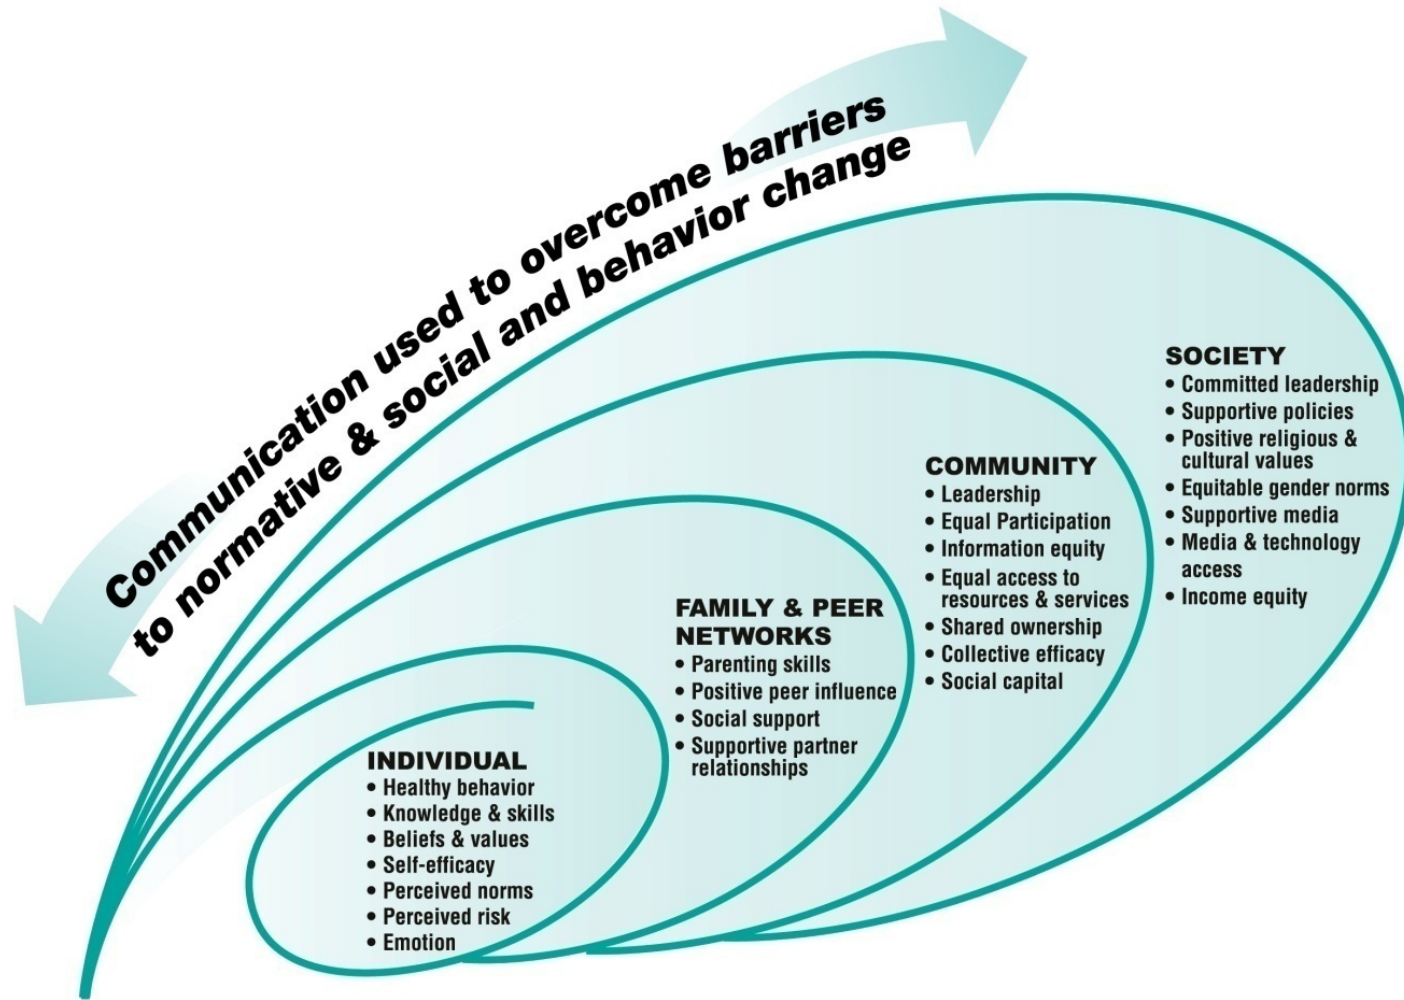 Communication used to overcome barriers
to normative & social and behavior change
INDIVIDUAL
• Healthy behavior
• Knowledge & skills
• Beliefs & values
• Self-efficacy
• Perceived norms
• Perceived risk
• Emotion
FAMILY & PEER
NETWORKS
• Parenting skills
• Positive peer influence
• Social support
• Supportive partner
relationships
COMMUNITY
• Leadership
• Equal Participation
• Information equity
• Equal access to
resources & services
• Shared ownership
• Collective efficacy
• Social capital
SOCIETY
• Committed leadership
• Supportive policies
• Positive religious &
cultural values
• Equitable gender norms
• Supportive media
• Media & technology
access
• Income equity